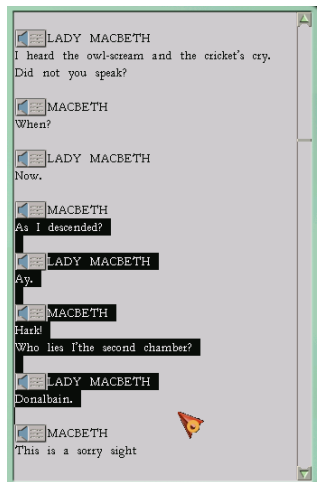 LADY MACBETH
I heard the owl-scream and the cricket's cry.
Did not you speak?
MACBETH
When?
LADY MACBETH
Now.
MACBETH
As I descended?
LADY MACBETH
Ay.
MACBETH
Hark!
Who lies I'the second chamber?
LADY MACBETH
Donalbain.
MACBETH
This is a sorry sight